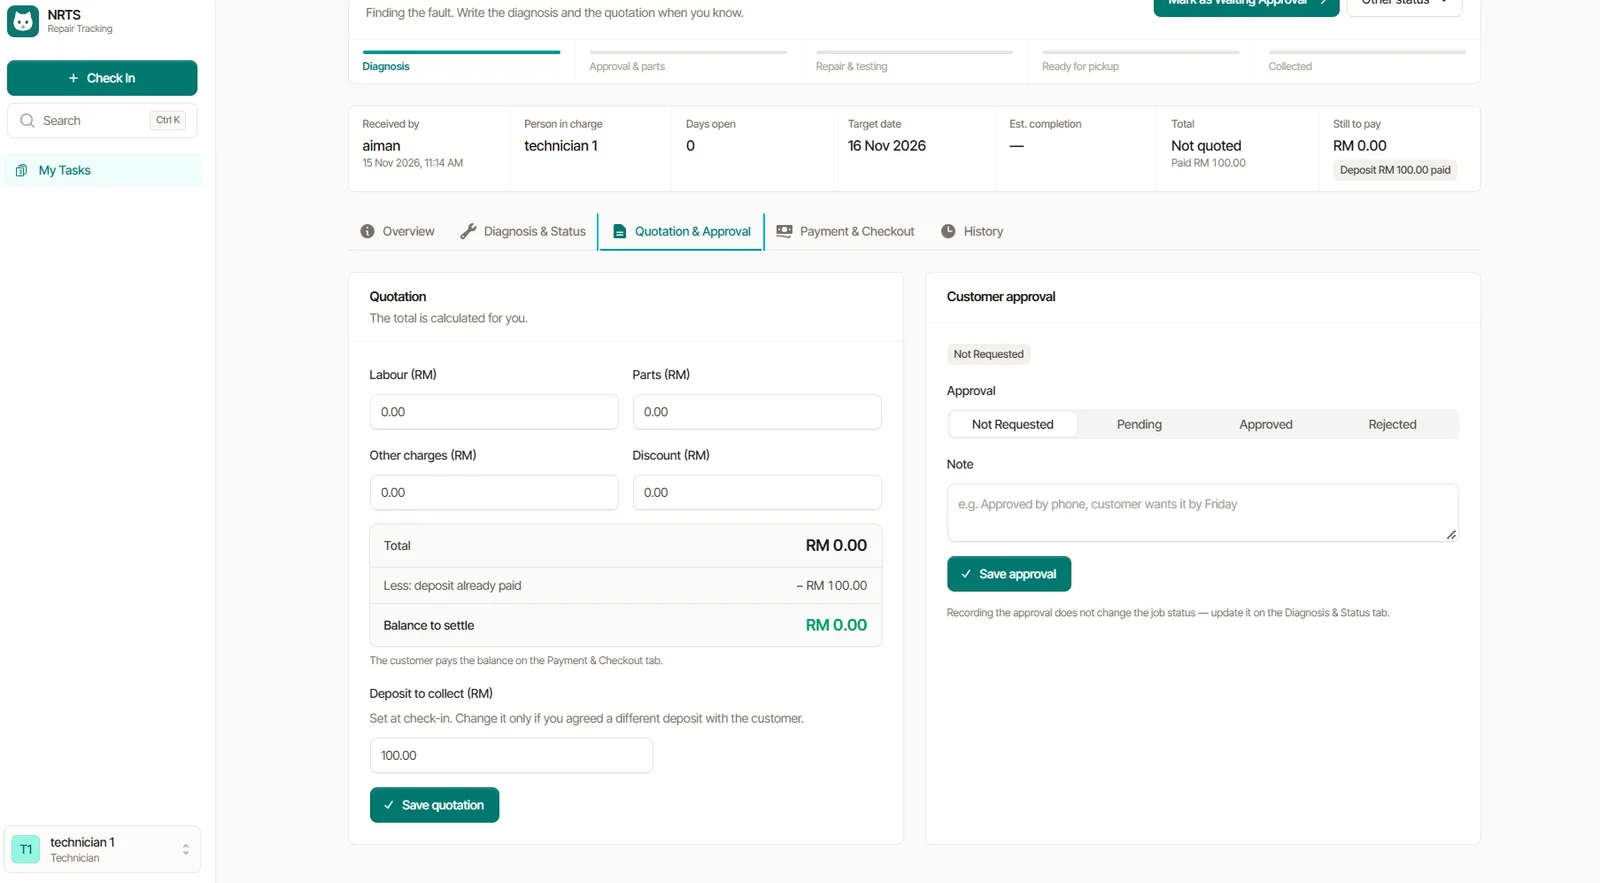 NRTS
Repair Tracking
+ Check In
Search
Ctrl K
My Tasks
technician 1
Technician
T1
Finding the fault. Write the diagnosis and the quotation when you know.
Mark as Waiting Approval
Other status
Diagnosis
Approval & parts
Repair & testing
Ready for pickup
Collected
Received by
aiman
15 Nov 2026, 11:14 AM
Person in charge
technician 1
Days open
0
Target date
16 Nov 2026
Est. completion
—
Total
Not quoted
Paid RM 100.00
Still to pay
RM 0.00
Deposit RM 100.00 paid
Overview
Diagnosis & Status
Quotation & Approval
Payment & Checkout
History
Quotation
The total is calculated for you.
Labour (RM)
0.00
Parts (RM)
0.00
Other charges (RM)
0.00
Discount (RM)
0.00
Total
RM 0.00
Less: deposit already paid
– RM 100.00
Balance to settle
RM 0.00
The customer pays the balance on the Payment & Checkout tab.
Deposit to collect (RM)
Set at check-in. Change it only if you agreed a different deposit with the customer.
100.00
Save quotation
Customer approval
Not Requested
Approval
Not Requested
Pending
Approved
Rejected
Note
e.g. Approved by phone, customer wants it by Friday
Save approval
Recording the approval does not change the job status — update it on the Diagnosis & Status tab.